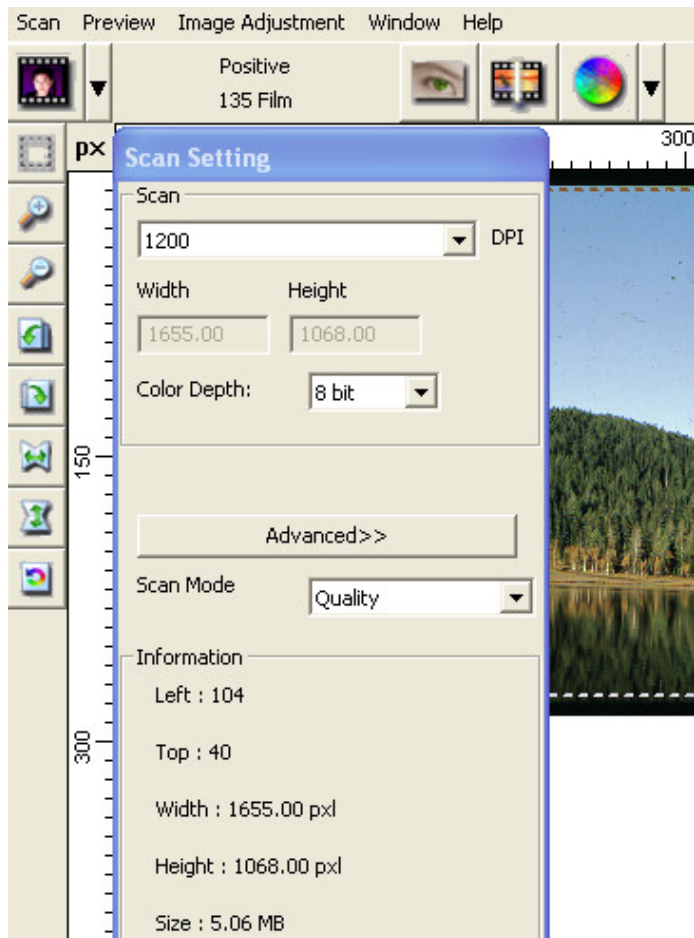 Scan Preview Image Adjustment Window Help
Positive
135 Film
px
300
Scan Setting
Scan
1200 DPI
Width Height
1655.00 1068.00
Color Depth: 8 bit
150
Advanced>>
Scan Mode Quality
Information
Left : 104
300
Top : 40
Width : 1655.00 pxl
Height : 1068.00 pxl
Size : 5.06 MB